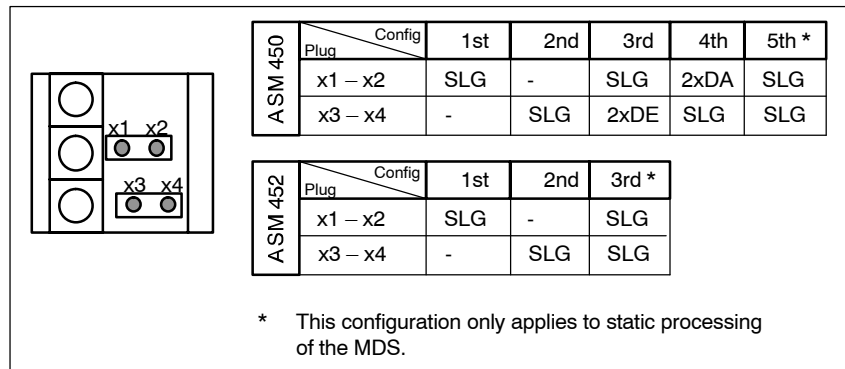 x1 x2
x3 x4
ASM 450
Plug Config 1st 2nd 3rd 4th 5th *
x1 – x2 SLG - SLG 2xDA SLG
x3 – x4 - SLG 2xDE SLG SLG
ASM 452
Plug Config 1st 2nd 3rd *
x1 – x2 SLG - SLG
x3 – x4 - SLG SLG
* This configuration only applies to static processing
of the MDS.